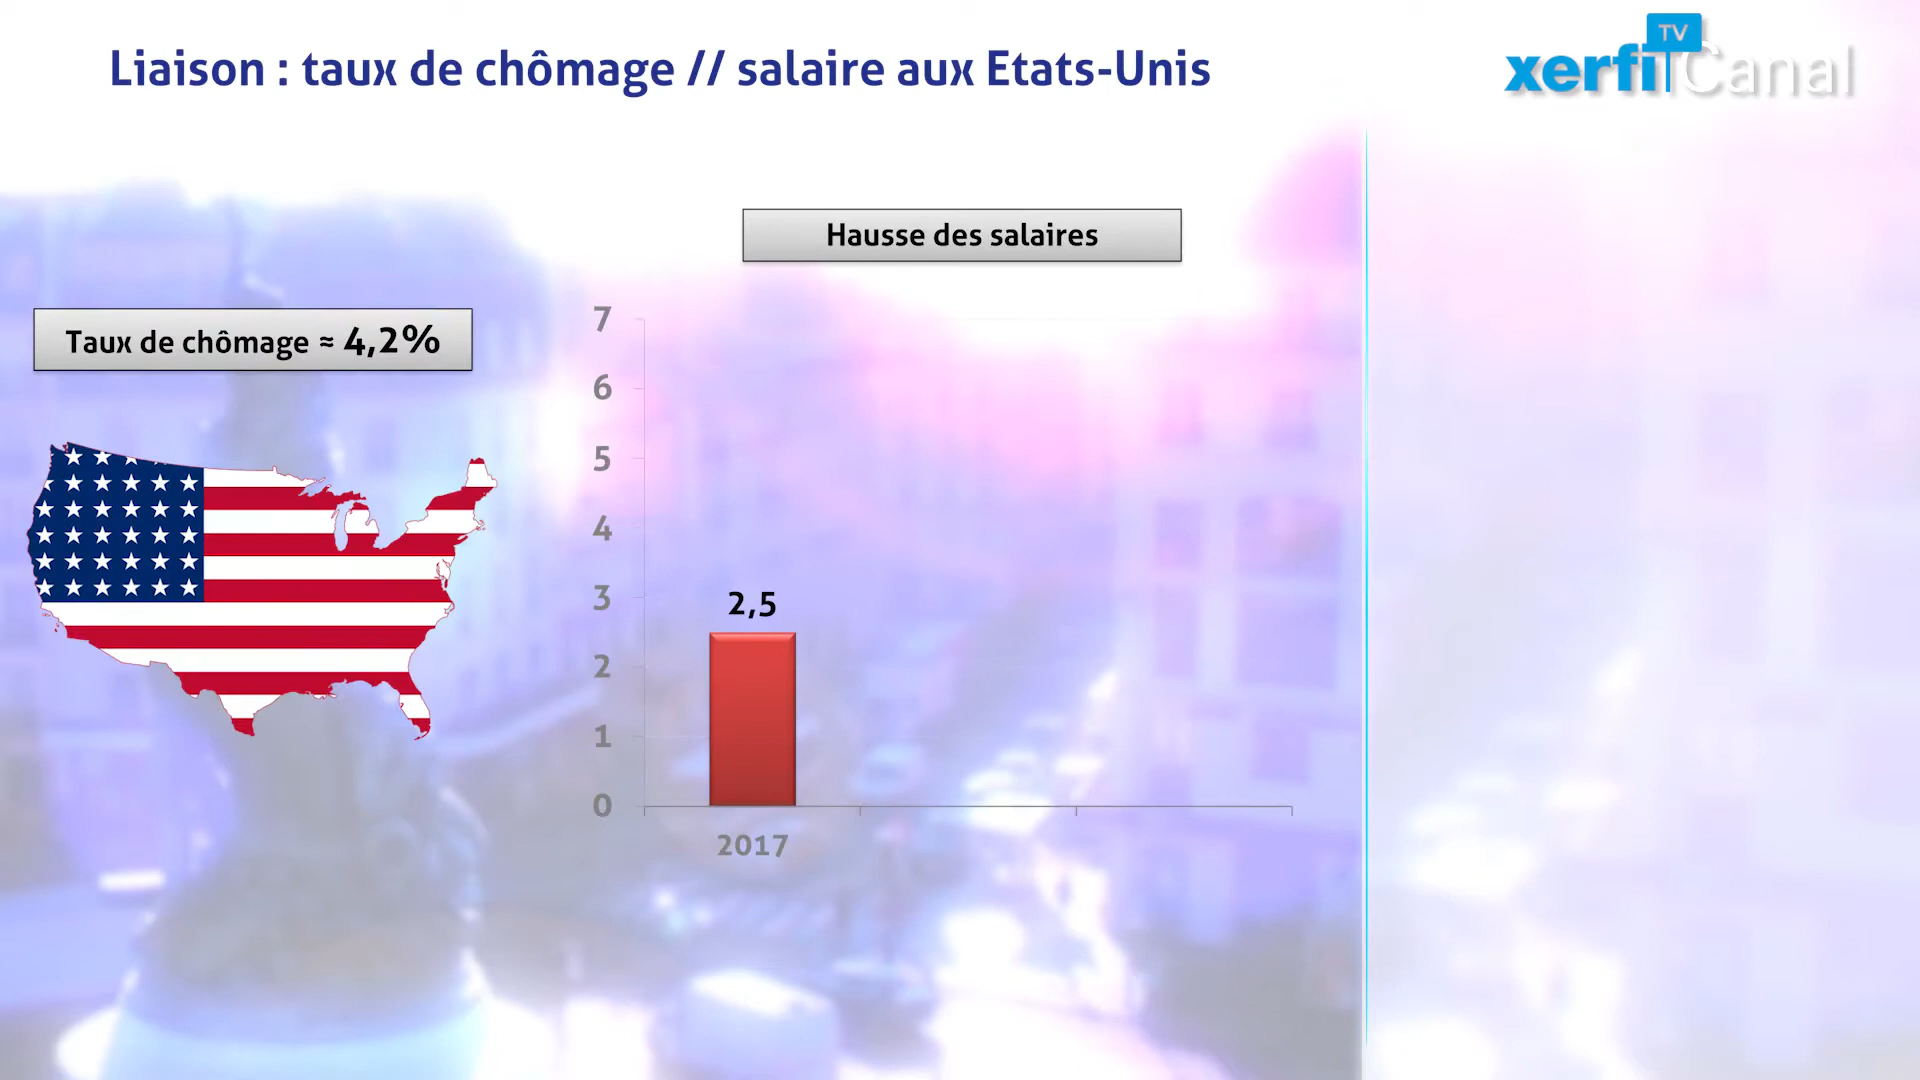 Liaison : taux de chômage // salaire aux Etats-Unis
xerfi TV Canal
Hausse des salaires
Taux de chômage ≈ 4,2%
7
6
5
4
3
2
1
0
2,5
2017